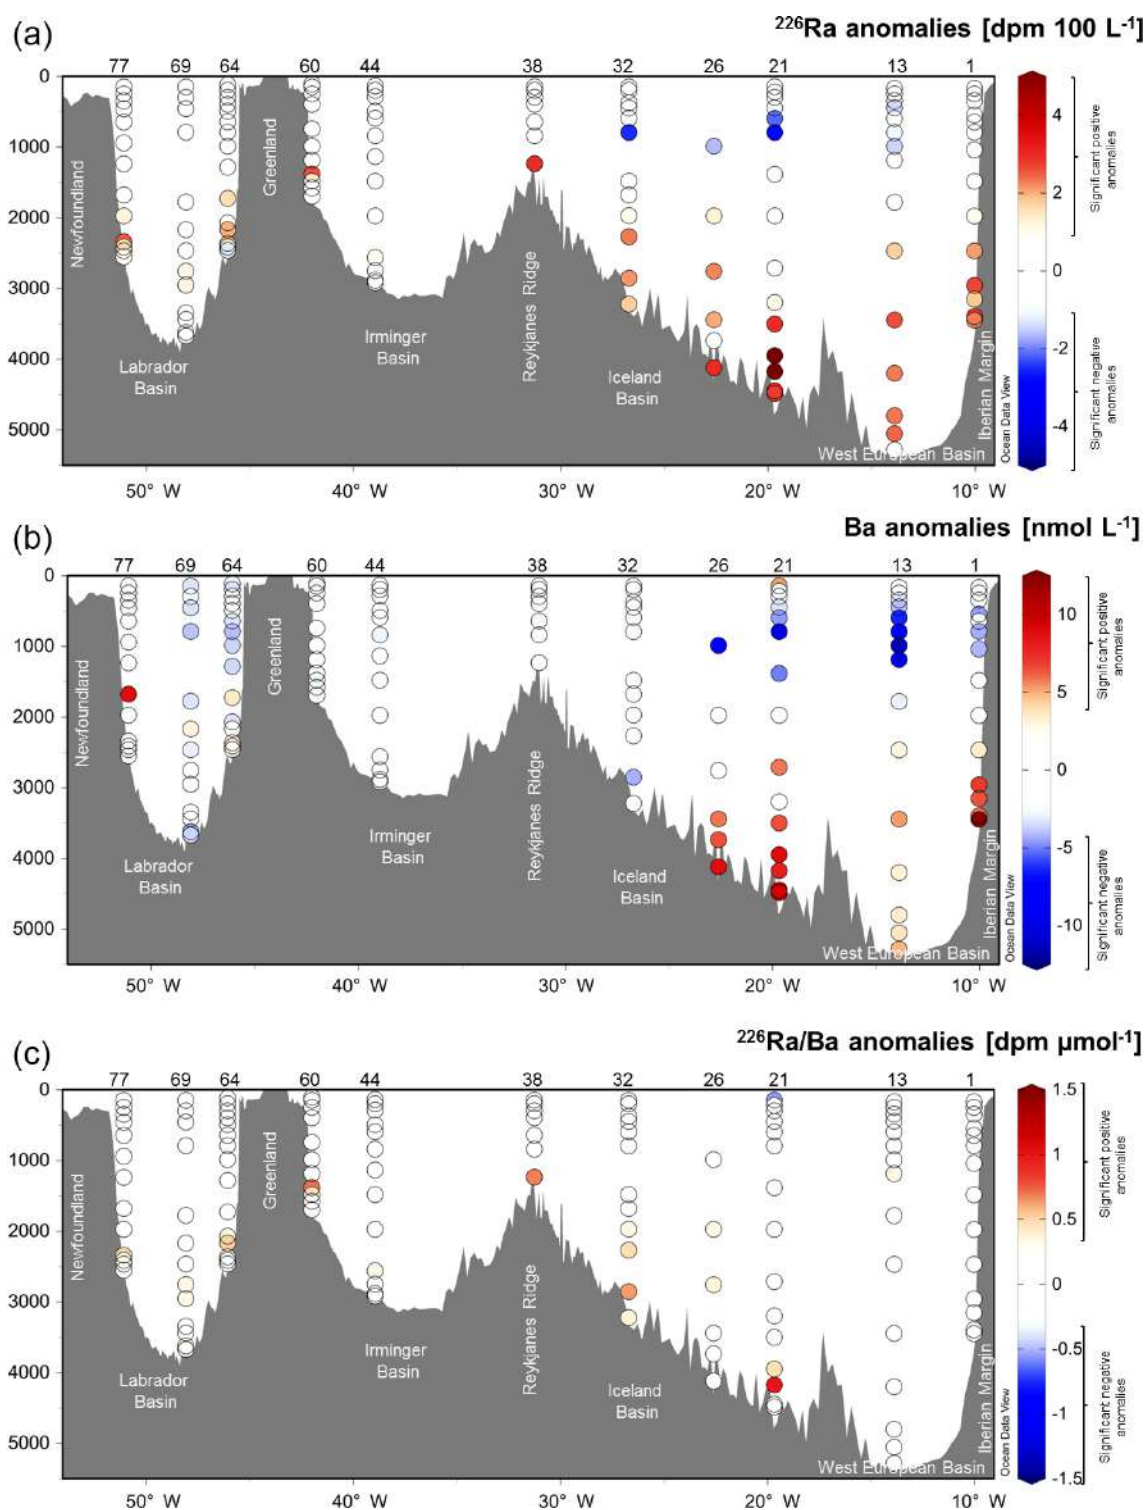 (a)
²²⁶Ra anomalies [dpm 100 L⁻¹]
77 69 64 60 44 38 32 26 21 13 1
0
1000
2000
3000
4000
5000
Newfoundland
Labrador
Basin
Greenland
Irminger
Basin
Reykjanes Ridge
Iceland
Basin
West European Basin
Iberian Margin
Ocean Data View
50° W 40° W 30° W 20° W 10° W
4
2
0
-2
-4
Significant positive
anomalies
Significant negative
anomalies
(b)
Ba anomalies [nmol L⁻¹]
77 69 64 60 44 38 32 26 21 13 1
0
1000
2000
3000
4000
5000
Newfoundland
Labrador
Basin
Greenland
Irminger
Basin
Reykjanes Ridge
Iceland
Basin
West European Basin
Iberian Margin
Ocean Data View
50° W 40° W 30° W 20° W 10° W
10
5
0
-5
-10
Significant positive
anomalies
Significant negative
anomalies
(c)
²²⁶Ra/Ba anomalies [dpm µmol⁻¹]
77 69 64 60 44 38 32 26 21 13 1
0
1000
2000
3000
4000
5000
Newfoundland
Labrador
Basin
Greenland
Irminger
Basin
Reykjanes Ridge
Iceland
Basin
West European Basin
Iberian Margin
Ocean Data View
50° W 40° W 30° W 20° W 10° W
1.5
1
0.5
0
-0.5
-1
-1.5
Significant positive
anomalies
Significant negative
anomalies